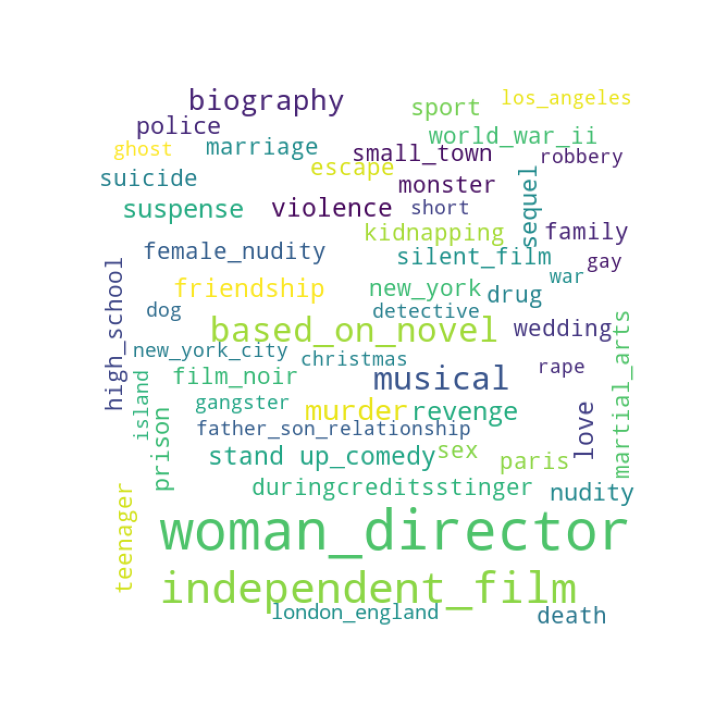 biography
sport
los_angeles
police
world_war_ii
ghost
marriage
small_town
robbery
escape
suicide
monster
sequel
suspense
violence
short
kidnapping
family
female_nudity
silent_film
gay
war
high_school
friendship
new_york
drug
dog
detective
based_on_novel
wedding
martial_arts
new_york_city
christmas
rape
film_noir
musical
island
gangster
murder
revenge
love
prison
father_son_relationship
stand up_comedy
sex
paris
duringcreditsstinger
nudity
teenager
woman_director
independent_film
london_england
death